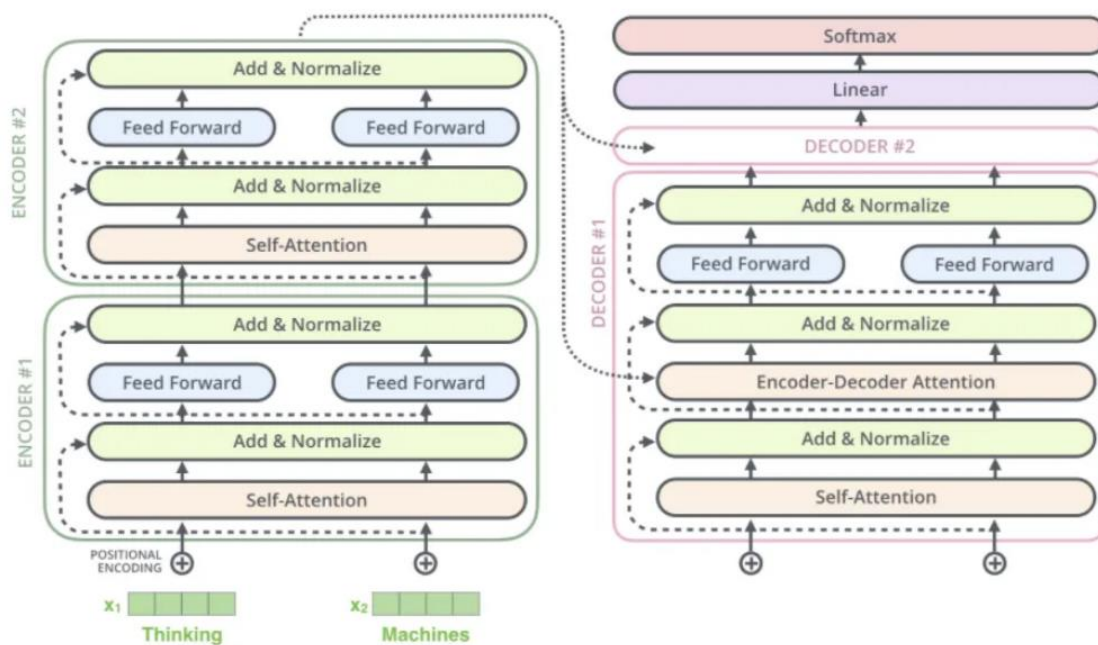 ENCODER #2
Add & Normalize
Feed Forward
Feed Forward
Add & Normalize
Self-Attention
ENCODER #1
Add & Normalize
Feed Forward
Feed Forward
Add & Normalize
Self-Attention
POSITIONAL
ENCODING
x1
Thinking
x2
Machines
Softmax
Linear
DECODER #2
DECODER #1
Add & Normalize
Feed Forward
Feed Forward
Add & Normalize
Encoder-Decoder Attention
Add & Normalize
Self-Attention